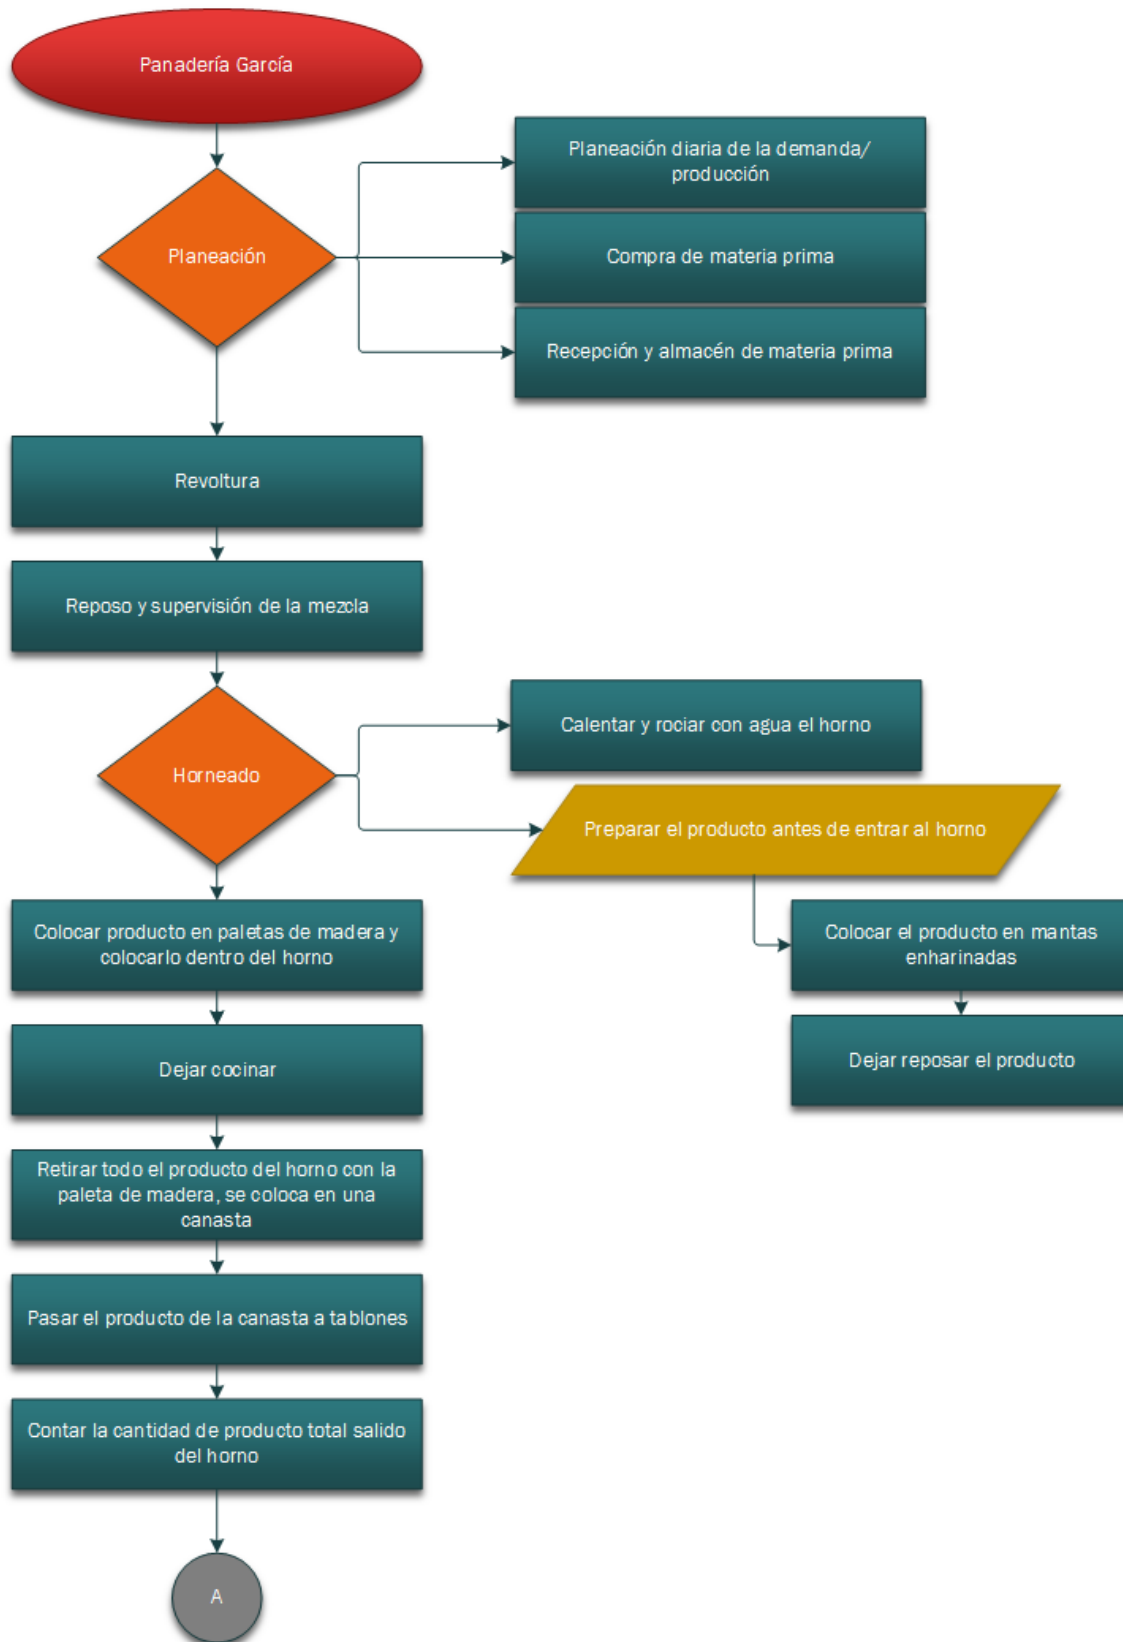 Panadería García
Planeación
Planeación diaria de la demanda/
producción
Compra de materia prima
Recepción y almacén de materia prima
Revoltura
Reposo y supervisión de la mezcla
Horneado
Calentar y rociar con agua el horno
Preparar el producto antes de entrar al horno
Colocar producto en paletas de madera y
colocarlo dentro del horno
Colocar el producto en mantas
enharinadas
Dejar cocinar
Dejar reposar el producto
Retirar todo el producto del horno con la
paleta de madera, se coloca en una
canasta
Pasar el producto de la canasta a tablones
Contar la cantidad de producto total salido
del horno
A